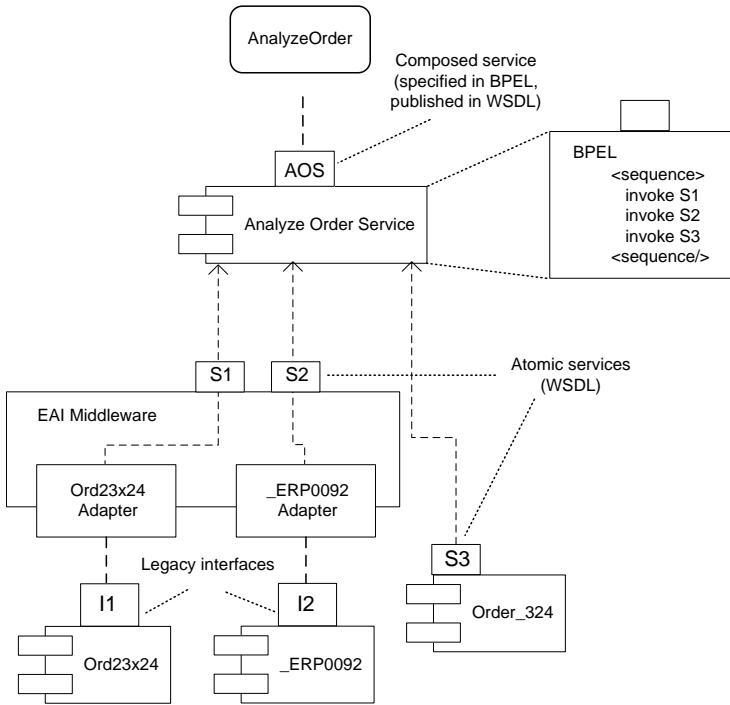 AnalyzeOrder
Composed service
(specified in BPEL,
published in WSDL)
AOS
Analyze Order Service
BPEL
<sequence>
invoke S1
invoke S2
invoke S3
<sequence/>
S1
S2
Atomic services
(WSDL)
EAI Middleware
Ord23x24
Adapter
_ERP0092
Adapter
S3
Order_324
Legacy interfaces
I1
I2
Ord23x24
_ERP0092